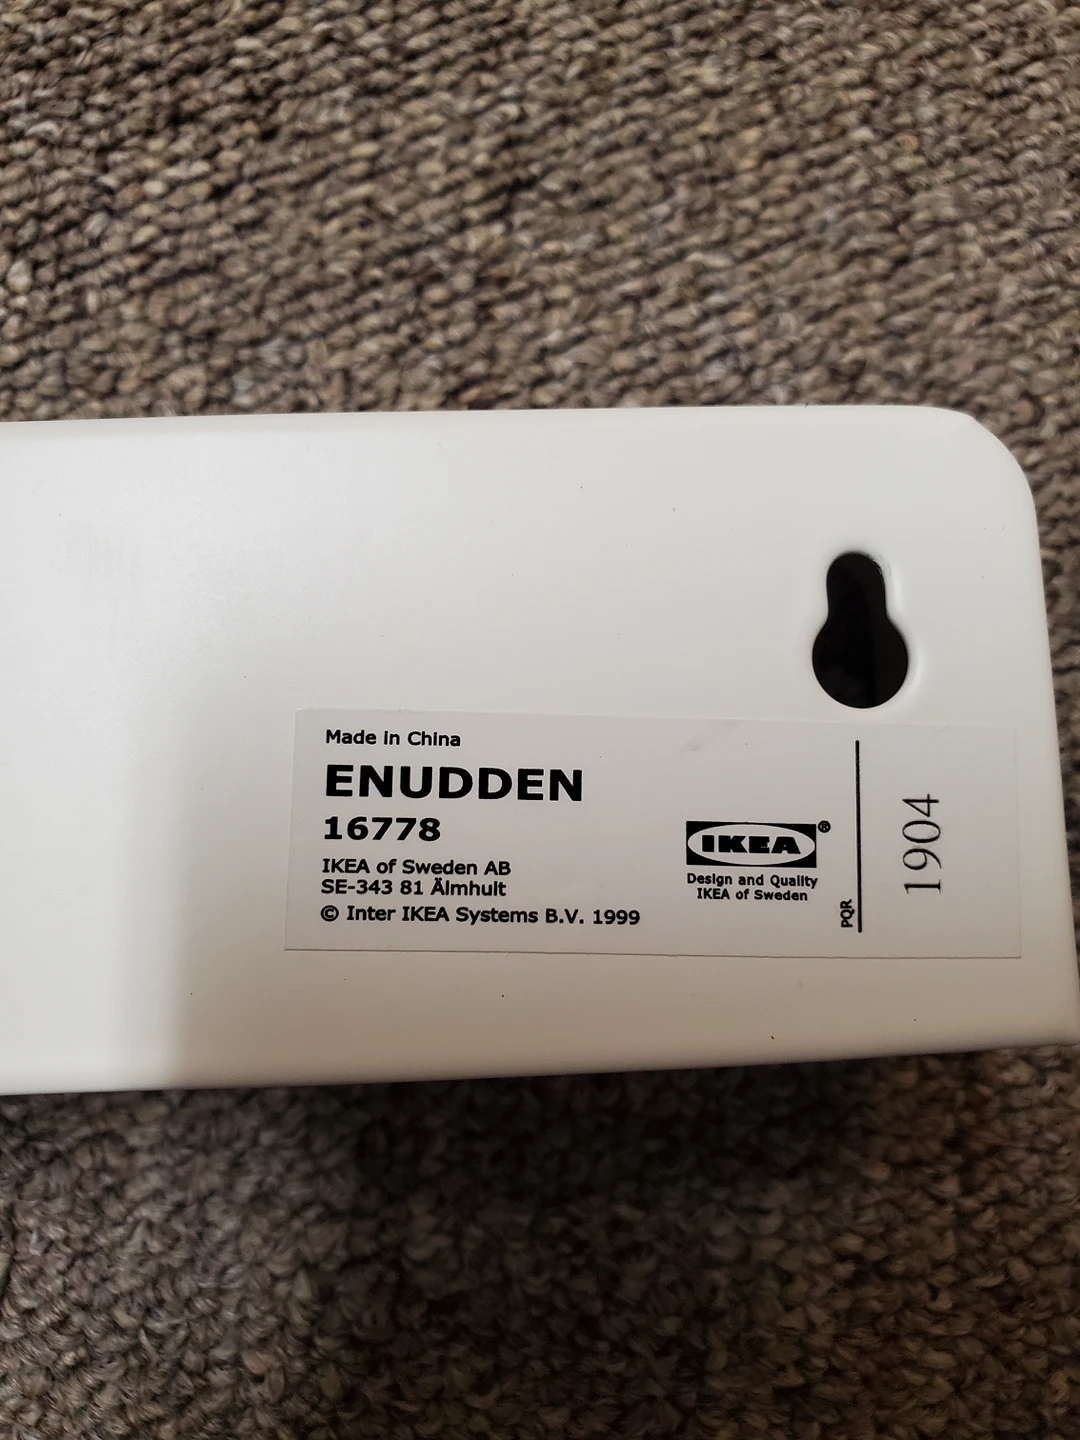 Made in China
ENUDDEN
16778
IKEA of Sweden AB
SE-343 81 Älmhult
© Inter IKEA Systems B.V. 1999
IKEA®
Design and Quality
IKEA of Sweden
PQR
1904